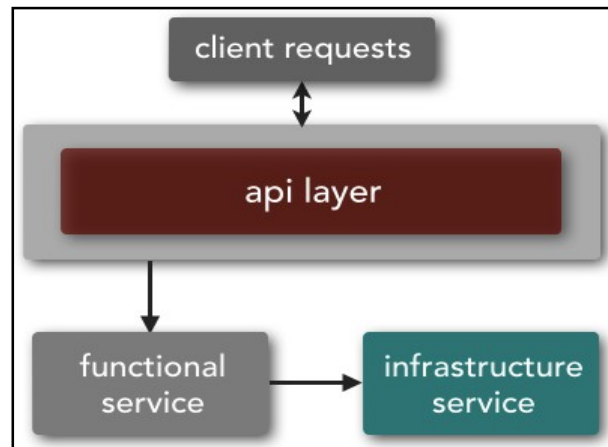 client requests
api layer
functional
service
infrastructure
service